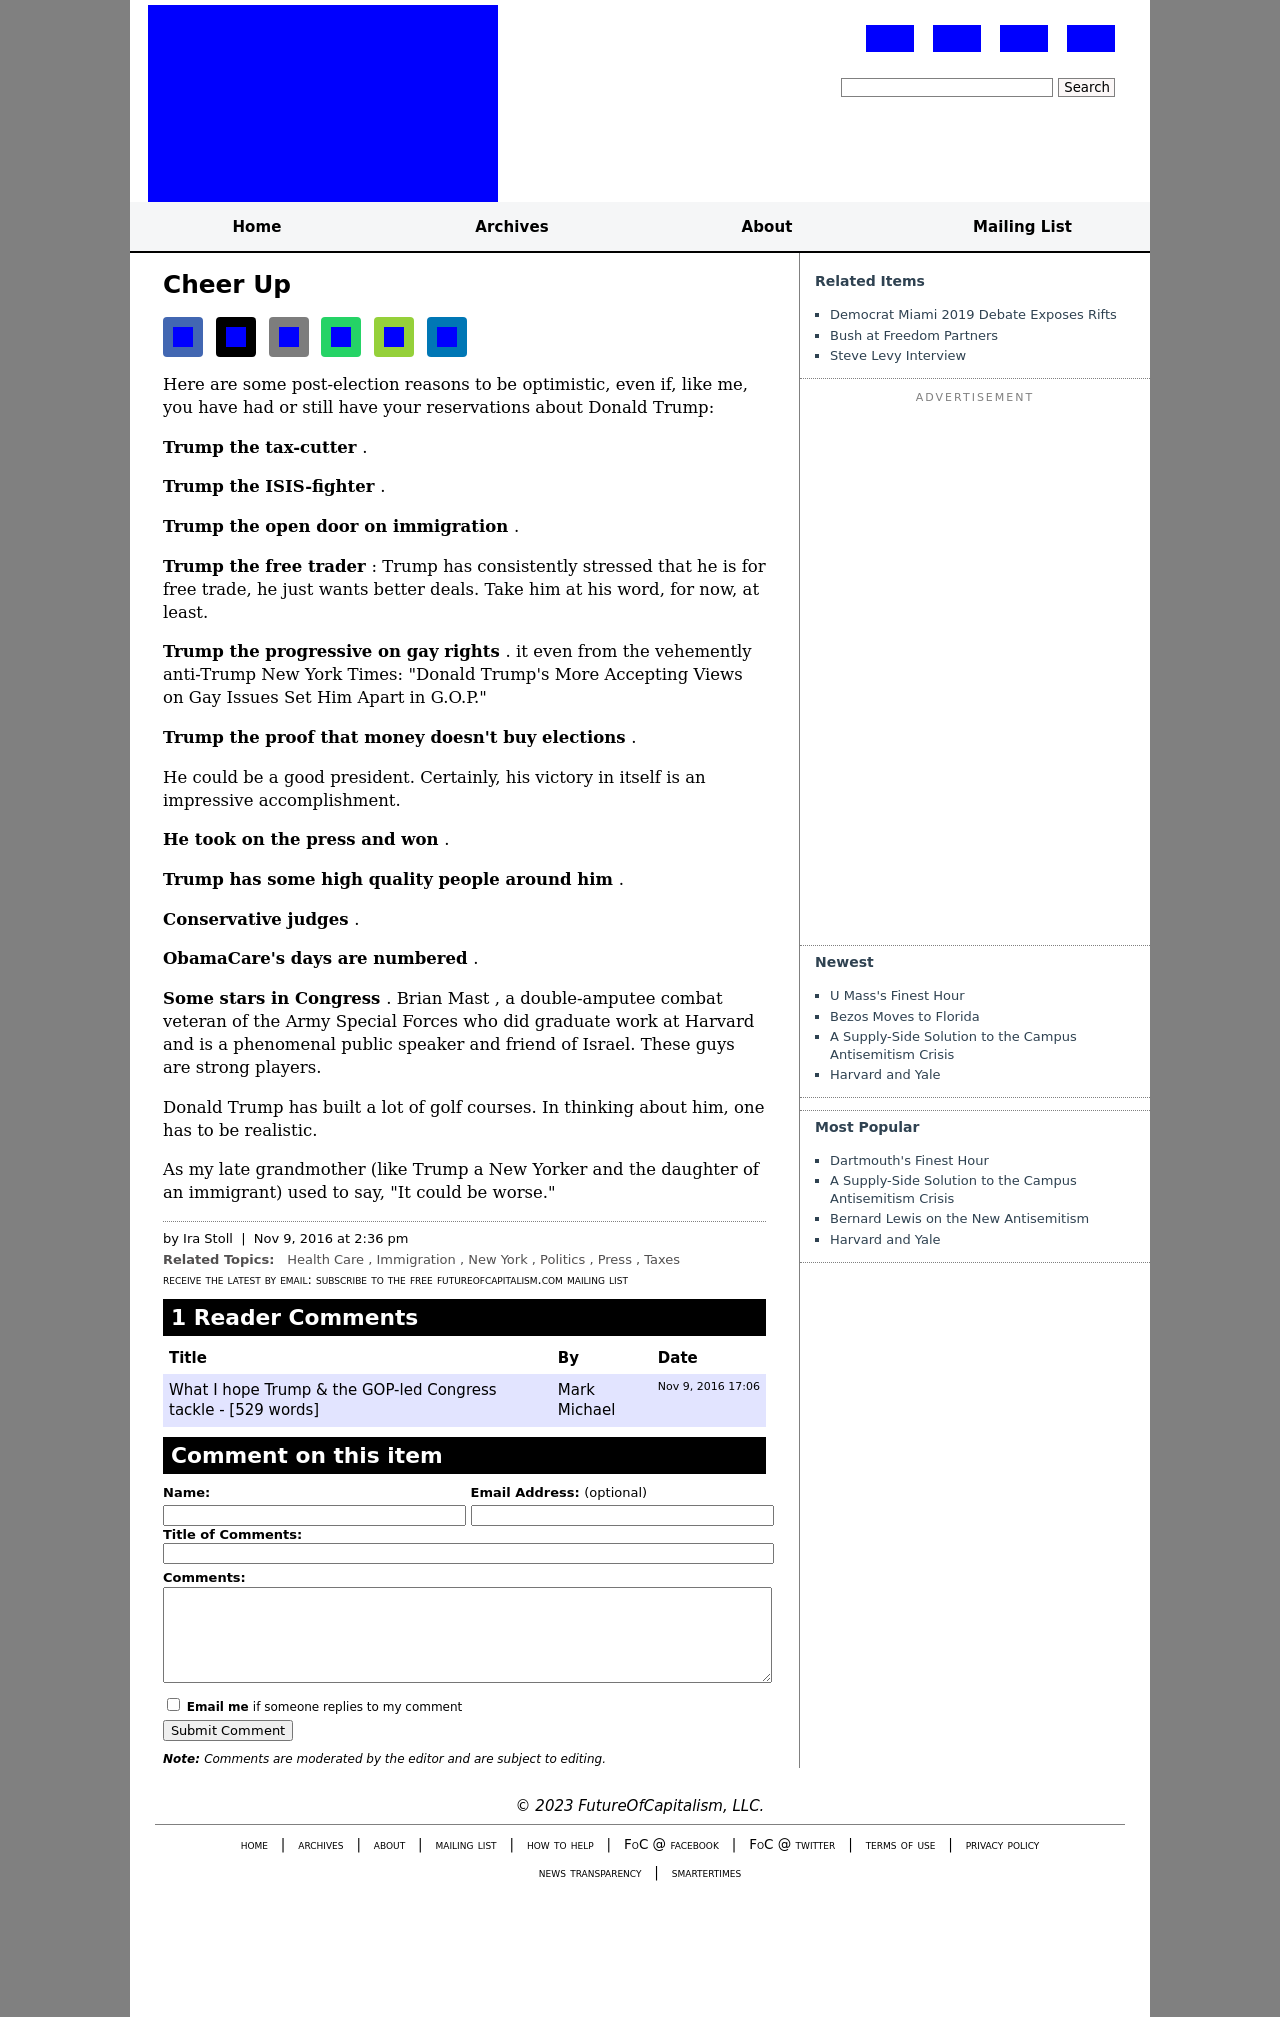 Search
Home
Archives
About
Mailing List
Cheer Up
Here are some post-election reasons to be optimistic, even if, like me,
you have had or still have your reservations about Donald Trump:
Trump the tax-cutter .
Trump the ISIS-fighter .
Trump the open door on immigration .
Trump the free trader : Trump has consistently stressed that he is for
free trade, he just wants better deals. Take him at his word, for now, at
least.
Trump the progressive on gay rights . it even from the vehemently
anti-Trump New York Times: "Donald Trump's More Accepting Views
on Gay Issues Set Him Apart in G.O.P."
Trump the proof that money doesn't buy elections .
He could be a good president. Certainly, his victory in itself is an
impressive accomplishment.
He took on the press and won .
Trump has some high quality people around him .
Conservative judges .
ObamaCare's days are numbered .
Some stars in Congress . Brian Mast , a double-amputee combat
veteran of the Army Special Forces who did graduate work at Harvard
and is a phenomenal public speaker and friend of Israel. These guys
are strong players.
Donald Trump has built a lot of golf courses. In thinking about him, one
has to be realistic.
As my late grandmother (like Trump a New Yorker and the daughter of
an immigrant) used to say, "It could be worse."
by Ira Stoll | Nov 9, 2016 at 2:36 pm
Related Topics: Health Care , Immigration , New York , Politics , Press , Taxes
receive the latest by email: subscribe to the free futureofcapitalism.com mailing list
1 Reader Comments
Title By Date
What I hope Trump & the GOP-led Congress
tackle - [529 words]
Mark
Michael
Nov 9, 2016 17:06
Comment on this item
Name:
Email Address: (optional)
Title of Comments:
Comments:
Email me if someone replies to my comment
Submit Comment
Note: Comments are moderated by the editor and are subject to editing.
Related Items
Democrat Miami 2019 Debate Exposes Rifts
Bush at Freedom Partners
Steve Levy Interview
ADVERTISEMENT
Newest
U Mass's Finest Hour
Bezos Moves to Florida
A Supply-Side Solution to the Campus
Antisemitism Crisis
Harvard and Yale
Most Popular
Dartmouth's Finest Hour
A Supply-Side Solution to the Campus
Antisemitism Crisis
Bernard Lewis on the New Antisemitism
Harvard and Yale
© 2023 FutureOfCapitalism, LLC.
home | archives | about | mailing list | how to help | FoC @ facebook | FoC @ twitter | terms of use | privacy policy
news transparency | smartertimes